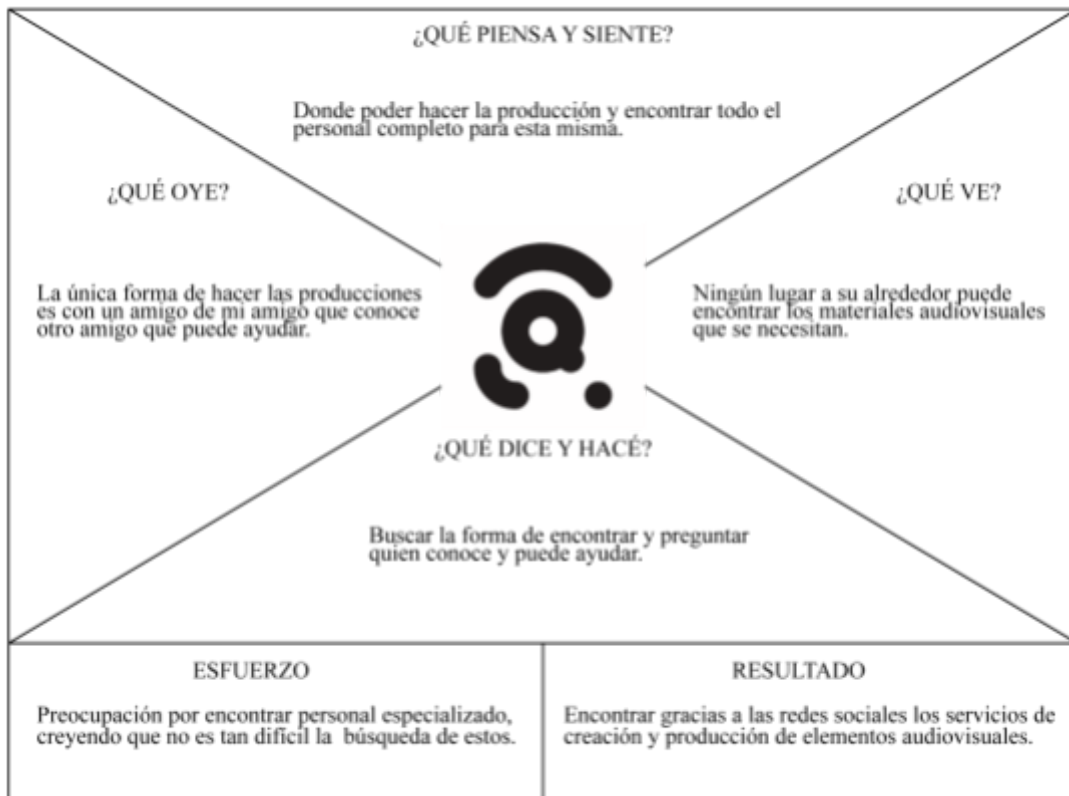 ¿QUÉ PIENSA Y SIENTE?
Donde poder hacer la producción y encontrar todo el
personal completo para esta misma.
¿QUÉ OYE?
La única forma de hacer las producciones
es con un amigo de mi amigo que conoce
otro amigo que puede ayudar.
¿QUÉ VE?
Ningún lugar a su alrededor puede
encontrar los materiales audiovisuales
que se necesitan.
¿QUÉ DICE Y HACÉ?
Buscar la forma de encontrar y preguntar
quien conoce y puede ayudar.
ESFUERZO
Preocupación por encontrar personal especializado,
creyendo que no es tan difícil la búsqueda de estos.
RESULTADO
Encontrar gracias a las redes sociales los servicios de
creación y producción de elementos audiovisuales.